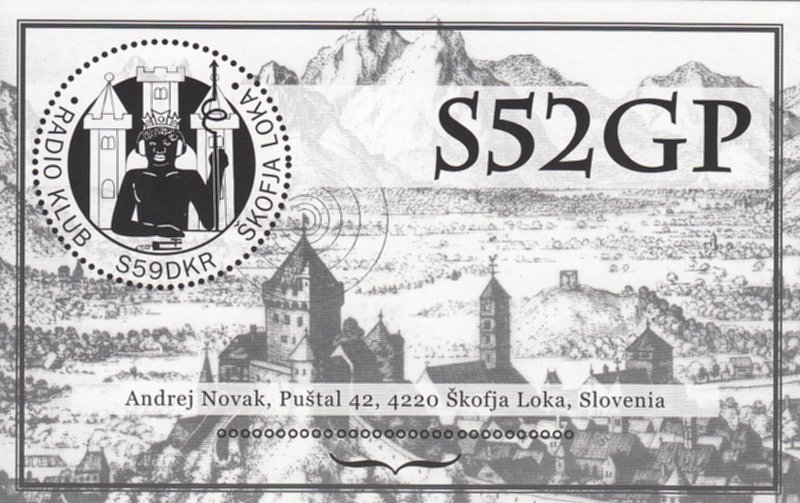 RADIO KLUB ŠKOFJA LOKA
S59DKR
S52GP
Andrej Novak, Puštal 42, 4220 Škofja Loka, Slovenia